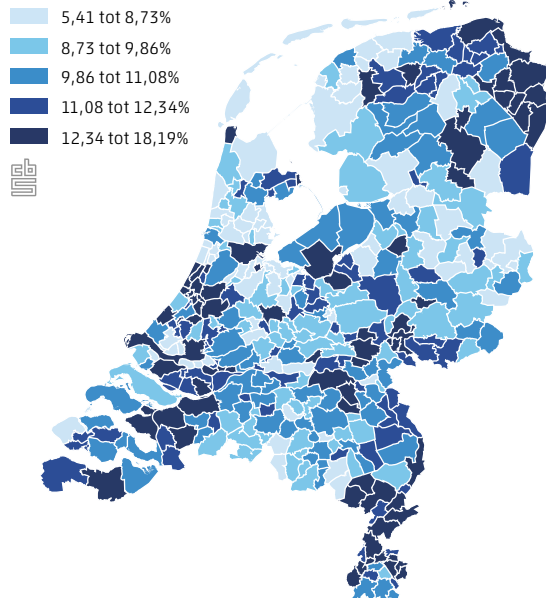 5,41 tot 8,73%
8,73 tot 9,86%
9,86 tot 11,08%
11,08 tot 12,34%
12,34 tot 18,19%
cbs